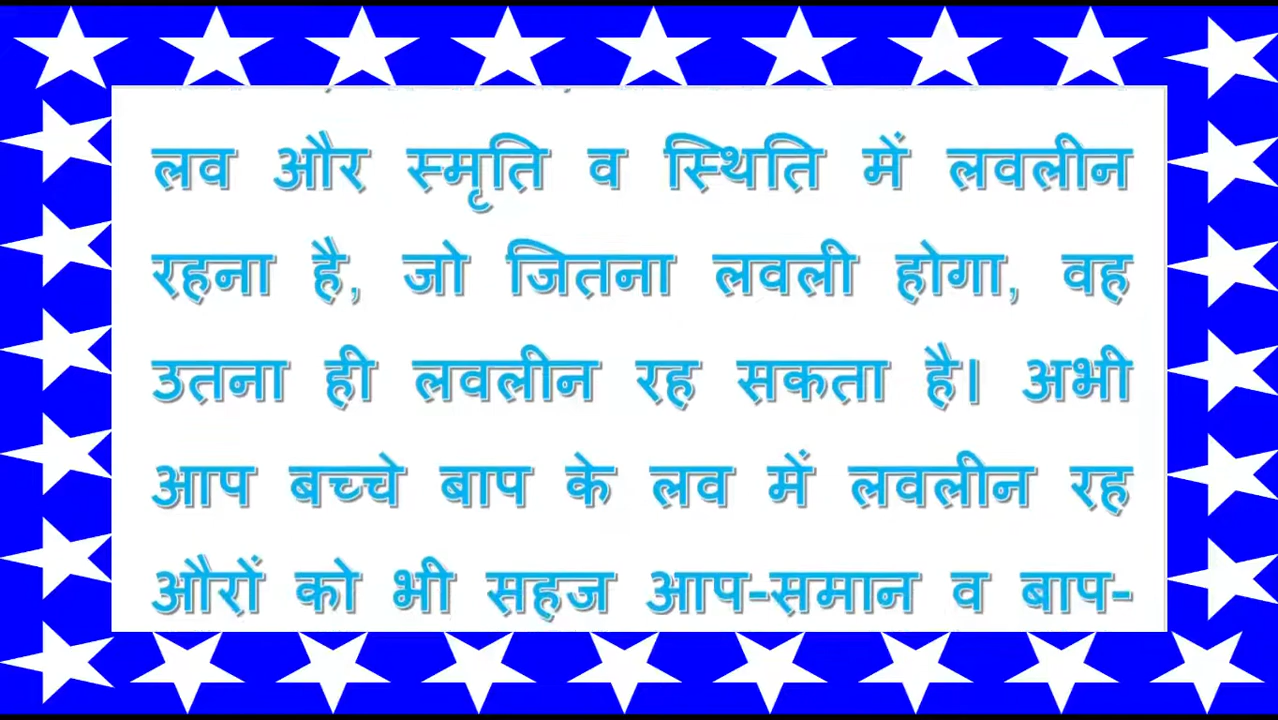 लव और स्मृति व स्थिति में लवलीन
रहना है, जो जितना लवली होगा, वह
उतना ही लवलीन रह सकता है। अभी
आप बच्चे बाप के लव में लवलीन रह
औरों को भी सहज आप-समान व बाप-